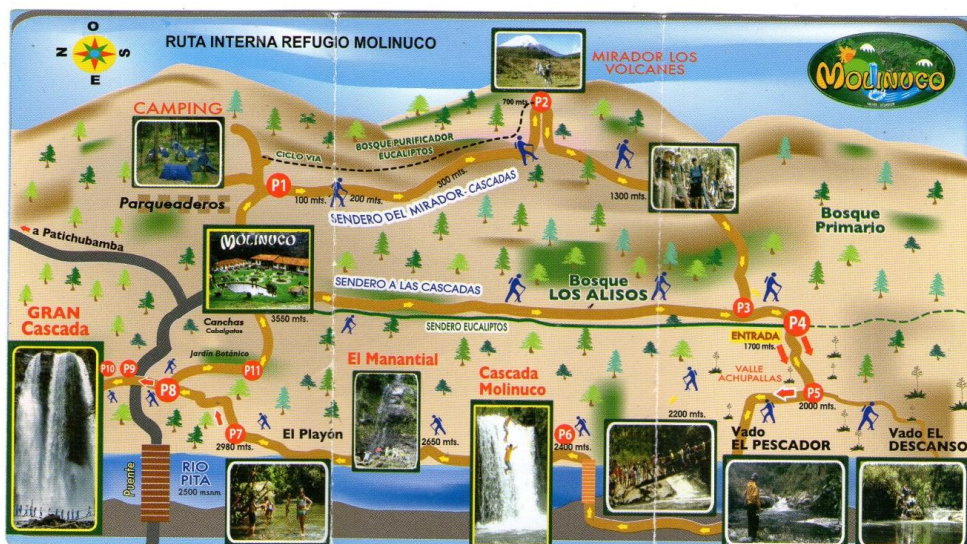 RUTA INTERNA REFUGIO MOLINUCO
O
N
S
E
MIRADOR LOS
VOLCANES
MOLINUCO
CAMPING
700 mts.
P2
CICLO VIA
BOSQUE PURIFICADOR
EUCALIPTOS
P1
100 mts.
200 mts.
300 mts.
1300 mts.
SENDERO DEL MIRADOR- CASCADAS
Parqueaderos
Bosque
Primario
a Patichubamba
MOLINUCO
SENDERO A LAS CASCADAS
Bosque
LOS ALISOS
P3
P4
GRAN
Cascada
3550 mts.
Canchas
Cabalgatas
SENDERO EUCALIPTOS
ENTRADA
1700 mts.
Jardín Botánico
El Manantial
Cascada
Molinuco
VALLE
ACHUPALLAS
P10
P9
P11
P8
P5
2000 mts.
2200 mts.
P7
El Playón
2980 mts.
2650 mts.
P6
2400 mts.
Vado
EL PESCADOR
Vado EL
DESCANSO
Puente
RIO
PITA
2500 msnm